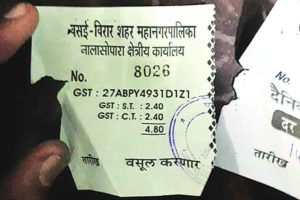 वसई-विरार शहर महानगरपालिका
नालासोपारा क्षेत्रीय कार्यालय
No. 8026
GST : 27ABPY4931D1Z1
GST : S.T. : 2.40
GST : C.T. : 2.40
4.80
तारीख वसूल करणार
दैनि
तारीख